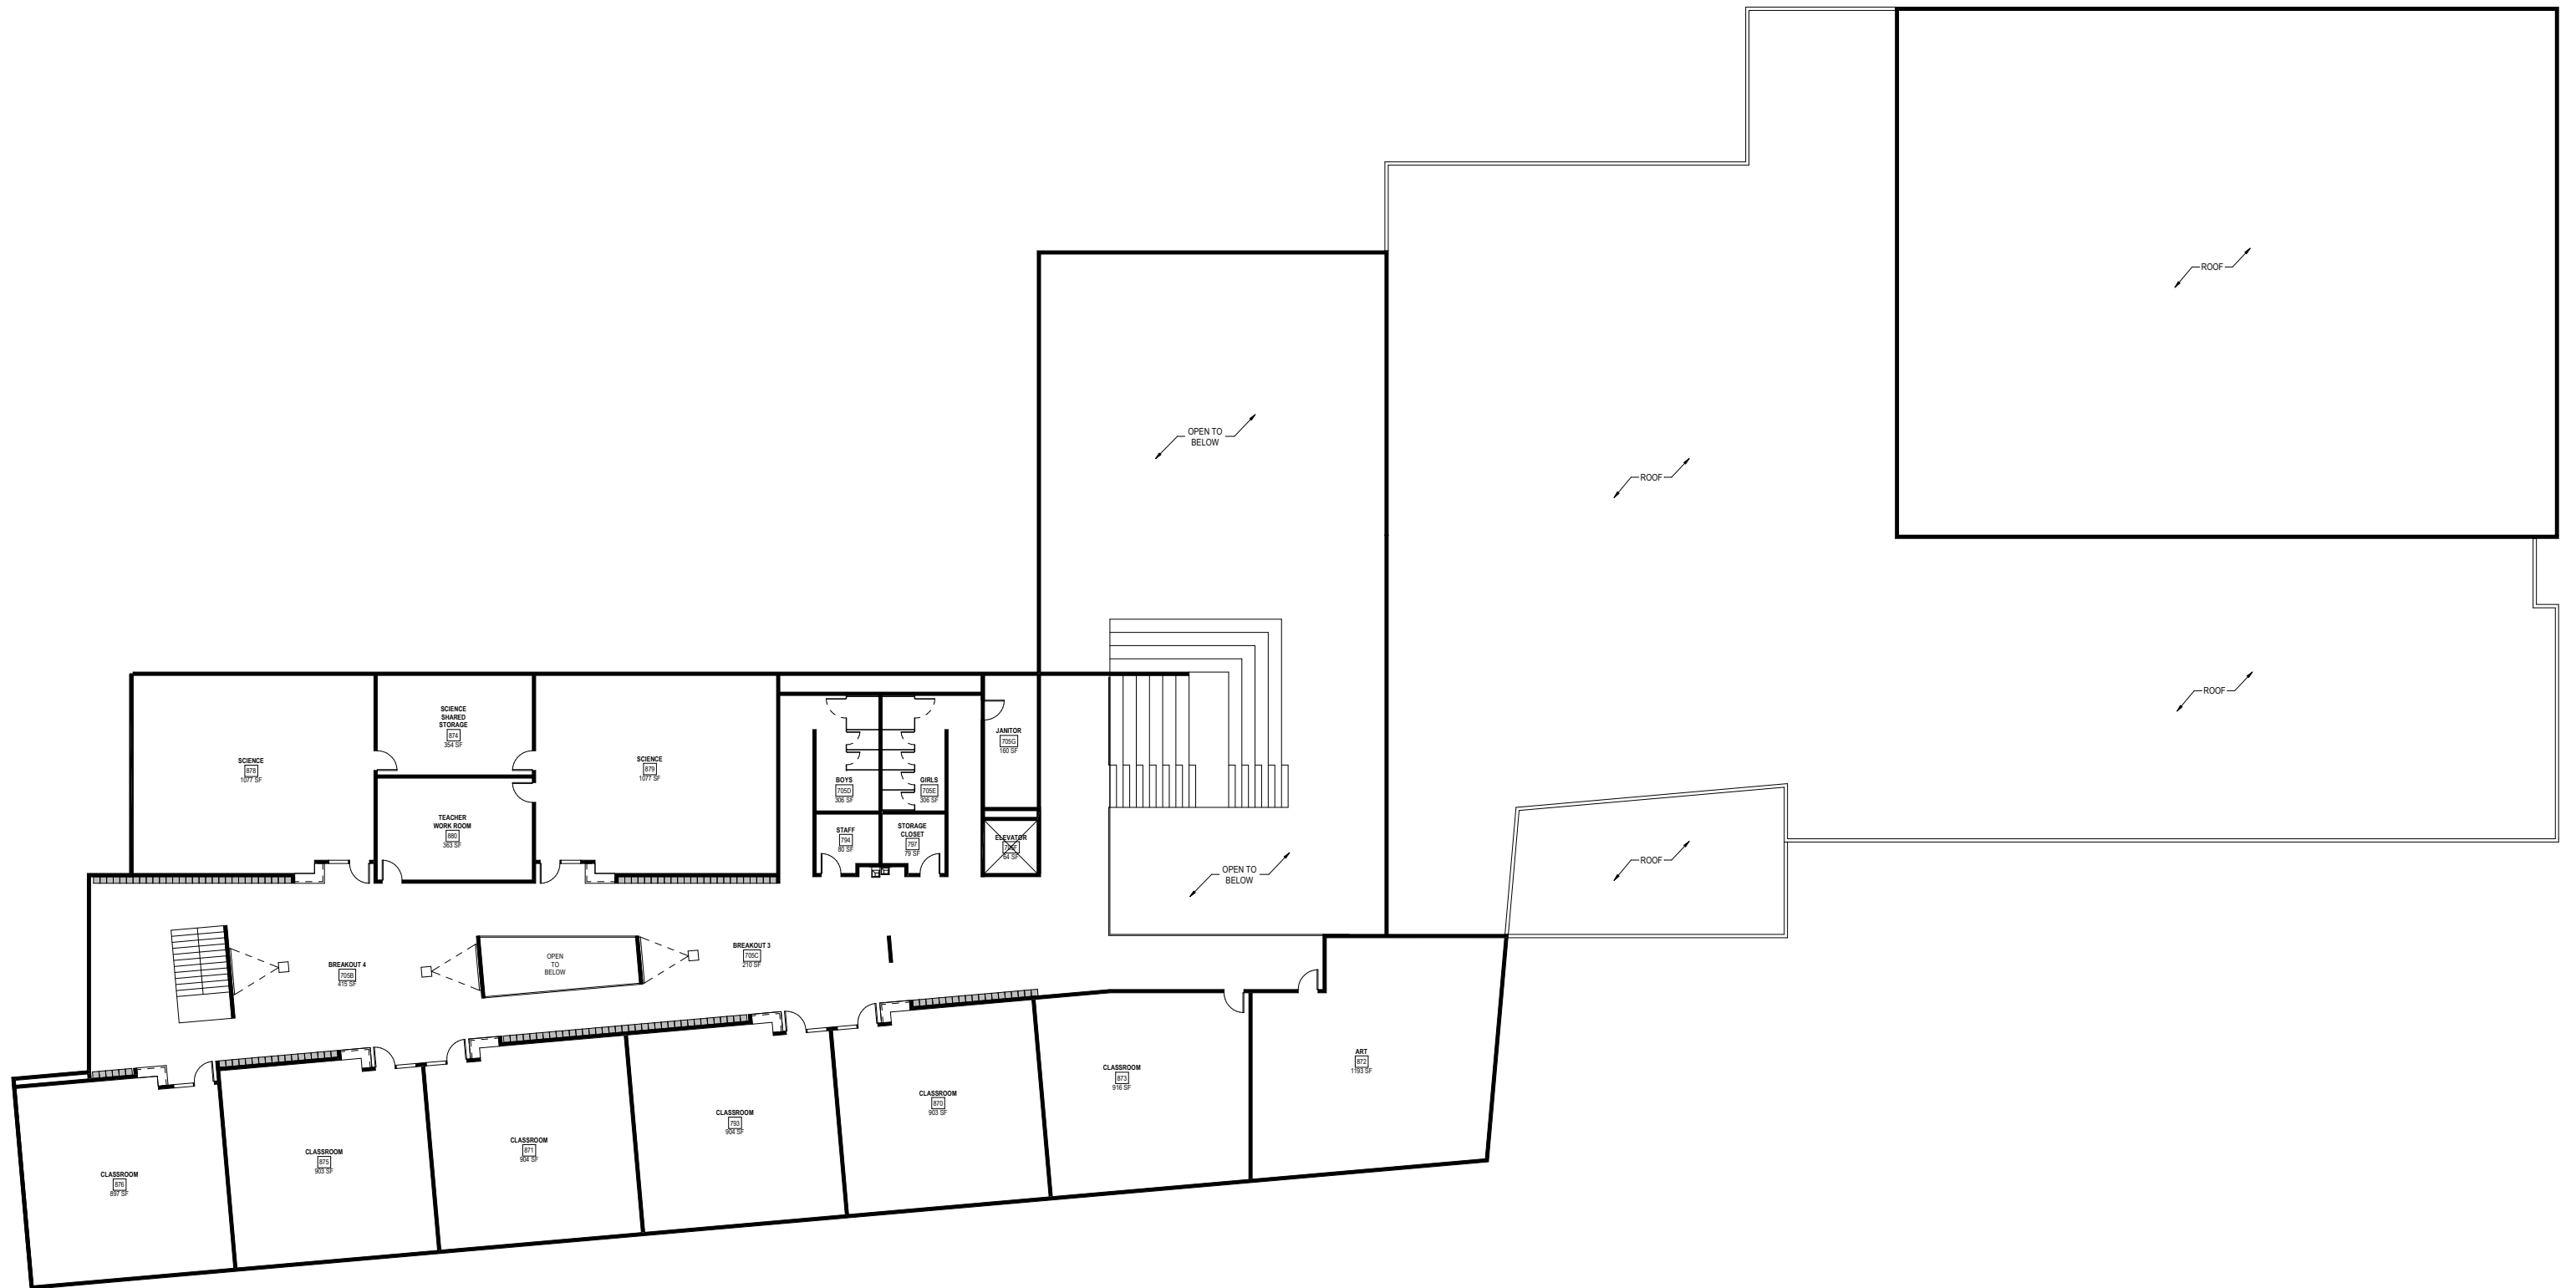 ROOF
OPEN TO
BELOW
ROOF
ROOF
SCIENCE
878
1077 SF
SCIENCE
SHARED
STORAGE
874
354 SF
SCIENCE
879
1077 SF
TEACHER
WORK ROOM
880
363 SF
BOYS
705D
306 SF
GIRLS
705E
306 SF
JANITOR
705G
160 SF
STAFF
794
80 SF
STORAGE
CLOSET
797
79 SF
ELEVATOR
64 SF
OPEN TO
BELOW
ROOF
BREAKOUT 4
705B
415 SF
OPEN
TO
BELOW
BREAKOUT 3
705C
210 SF
CLASSROOM
876
897 SF
CLASSROOM
875
903 SF
CLASSROOM
871
904 SF
CLASSROOM
793
904 SF
CLASSROOM
870
903 SF
CLASSROOM
873
916 SF
ART
872
1193 SF